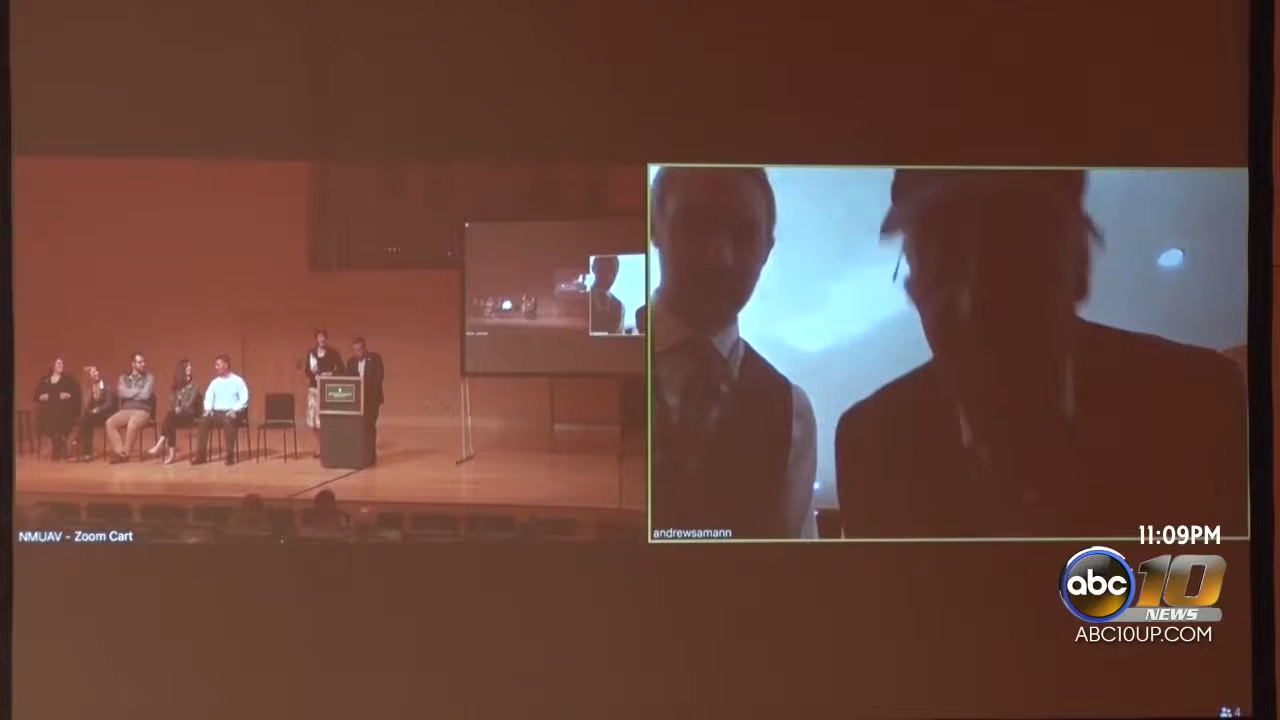 NMUAV - Zoom Cart
andrewsamann
11:09PM
abc 10
NEWS
ABC10UP.COM
4